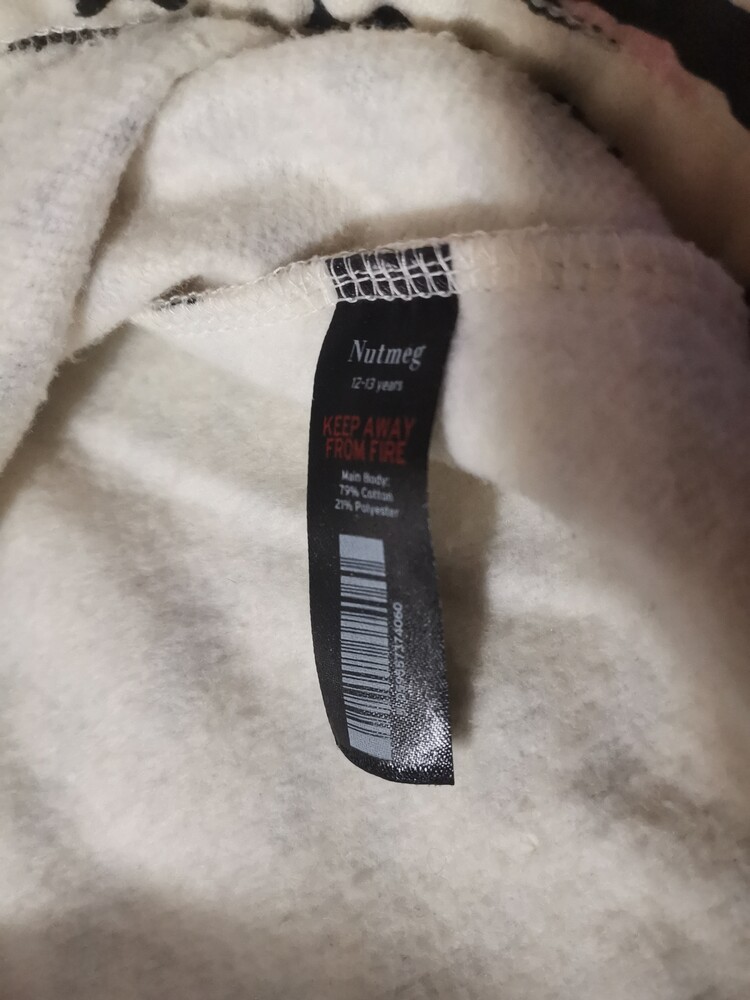 Nutmeg
12-13 years
KEEP AWAY
FROM FIRE
Main Body:
79% Cotton
21% Polyester